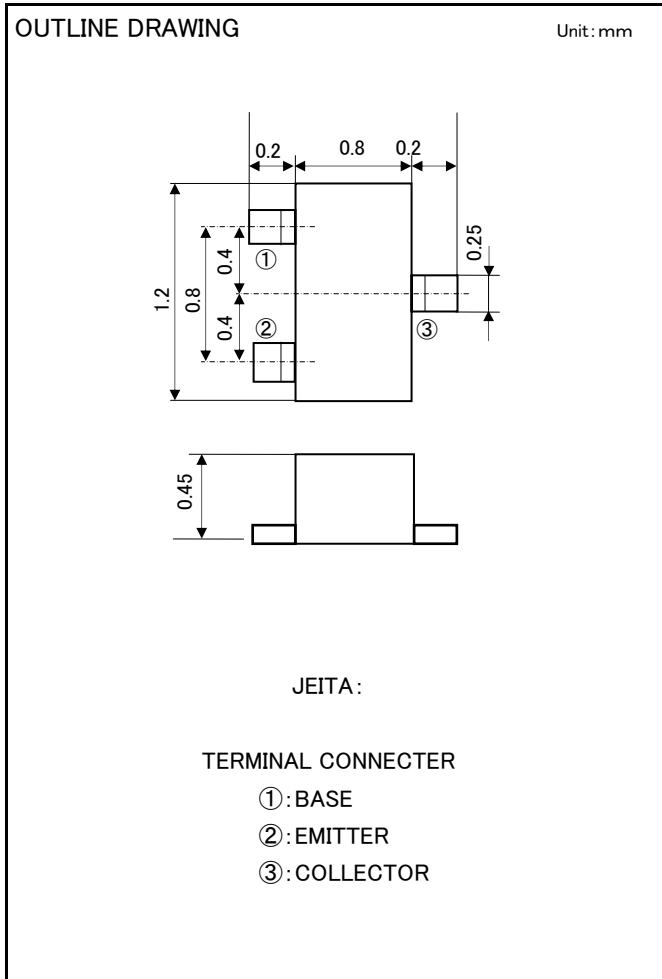 OUTLINE DRAWING
Unit:mm
0.2 0.8 0.2
①
0.4
0.25
1.2
0.8
0.4
②
③
0.45
JEITA:
TERMINAL CONNECTER
①:BASE
②:EMITTER
③:COLLECTOR